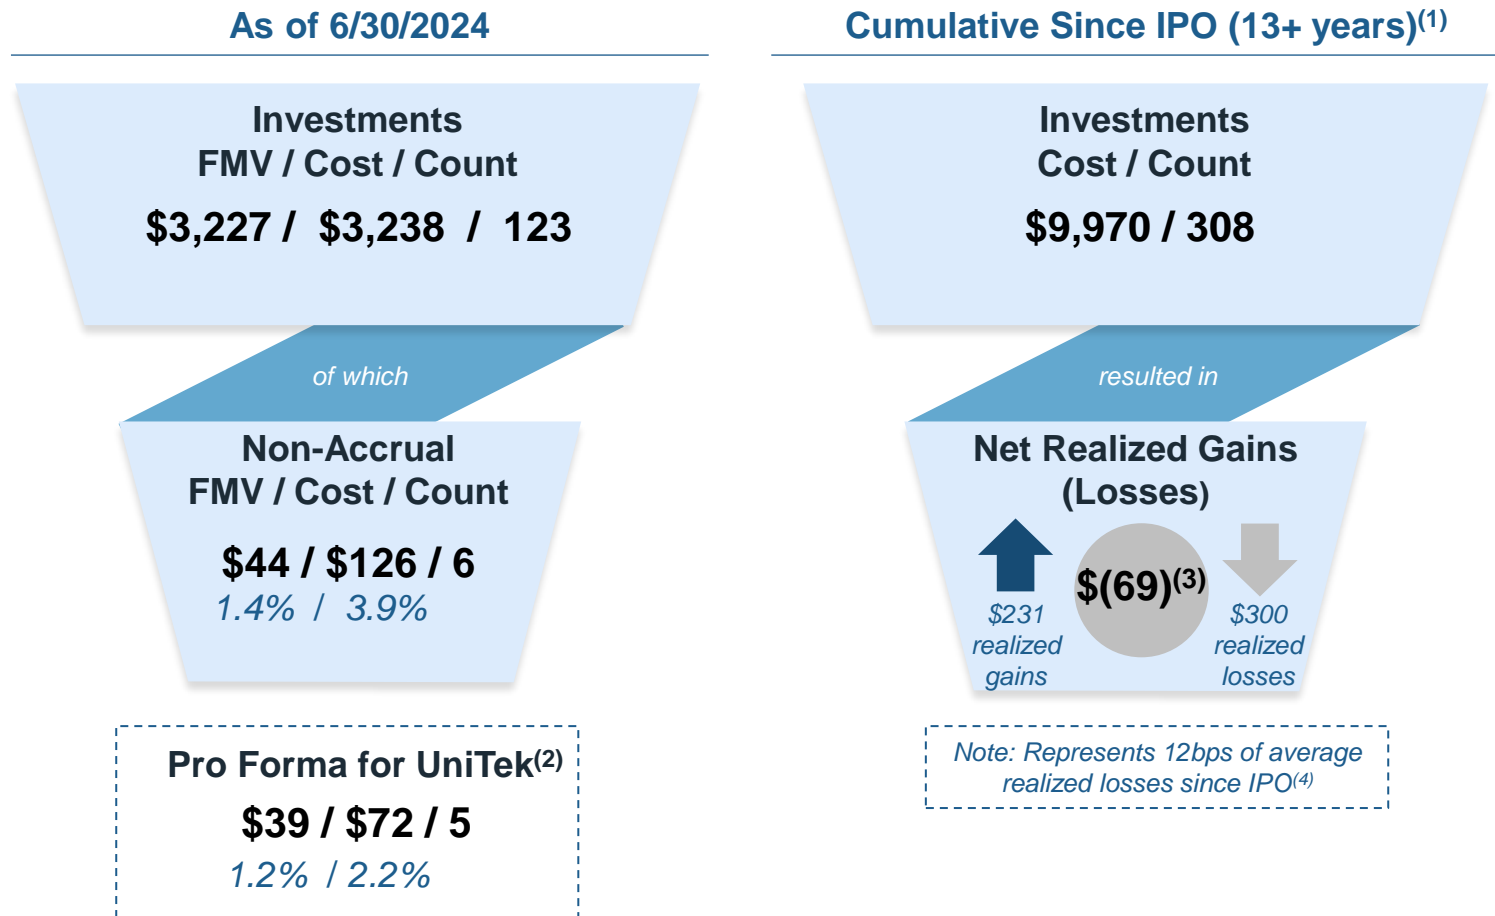 As of 6/30/2024
Investments
FMV / Cost / Count
$3,227 / $3,238 / 123
of which
Non-Accrual
FMV / Cost / Count
$44 / $126 / 6
1.4% / 3.9%
Pro Forma for UniTek(2)
$39 / $72 / 5
1.2% / 2.2%
Cumulative Since IPO (13+ years)(1)
Investments
Cost / Count
$9,970 / 308
resulted in
Net Realized Gains
(Losses)
$(69)(3)
$231
realized
gains
$300
realized
losses
Note: Represents 12bps of average
realized losses since IPO(4)